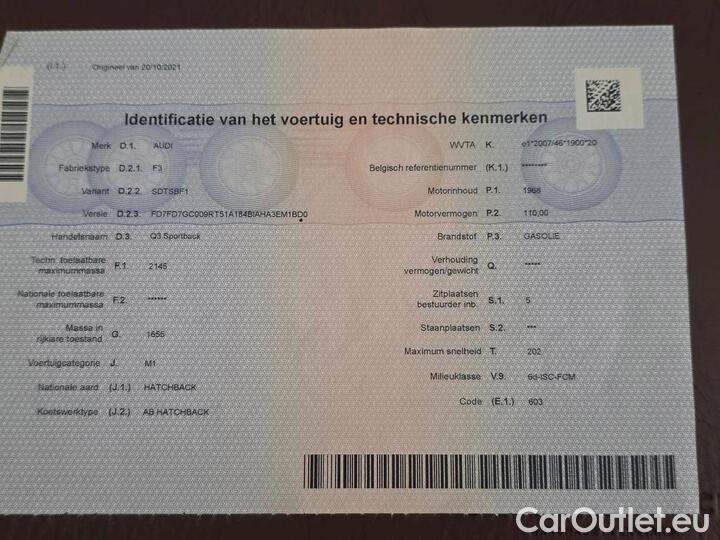 (I.1.) Origineel van 20/10/2021
Identificatie van het voertuig en technische kenmerken
Merk D.1. AUDI
Fabriekstype D.2.1. F3
Variant D.2.2. SDTSBF1
Versie D.2.3. FD7FD7GC009RT51A184BIAHA3EM1BD0
Handelsnaam D.3. Q3 Sportback
Techn. toelaatbare
maximummassa F.1. 2145
Nationale toelaatbare
maximummassa F.2. ******
Massa in
rijklare toestand G. 1655
Voertuigcategorie J. M1
Nationale aard (J.1.) HATCHBACK
Koetswerktype (J.2.) AB HATCHBACK
WVTA K. e1*2007/46*1900*20
Belgisch referentienummer (K.1.) ********
Motorinhoud P.1. 1968
Motorvermogen P.2. 110,00
Brandstof P.3. GASOLIE
Verhouding
vermogen/gewicht Q. *****
Zitplaatsen
bestuurder inb. S.1. 5
Staanplaatsen S.2. ***
Maximum snelheid T. 202
Milieuklasse V.9. 6d-ISC-FCM
Code (E.1.) 603
CarOutlet.eu